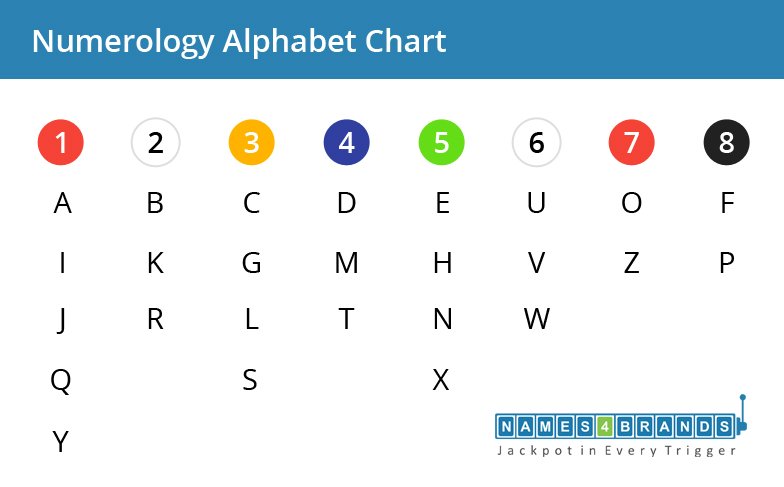 Numerology Alphabet Chart
1 2 3 4 5 6 7 8
A B C D E U O F
I K G M H V Z P
J R L T N W
Q S X
Y
NAMES4BRANDS
Jackpot in Every Trigger